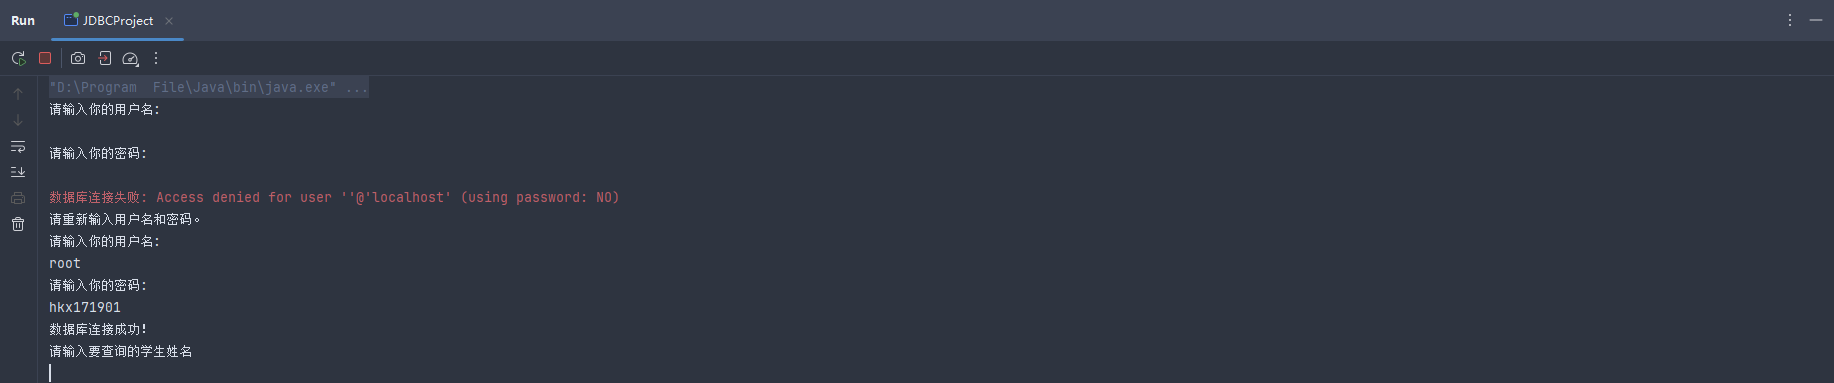 Run
JDBCProject
"D:\Program  File\Java\bin\java.exe" ...
请输入你的用户名:
请输入你的密码:
数据库连接失败: Access denied for user ''@'localhost' (using password: NO)
请重新输入用户名和密码。
请输入你的用户名:
root
请输入你的密码:
hkx171901
数据库连接成功!
请输入要查询的学生姓名